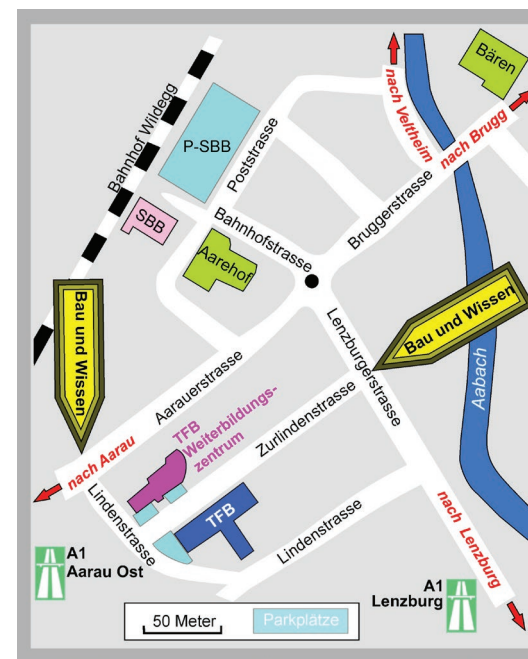 Bären
nach Veltheim
nach Brugg
Bahnhof Wildegg
P-SBB
Poststrasse
SBB
Bahnhofstrasse
Bruggerstrasse
Aarehof
Bau und Wissen
Bau und Wissen
Lenzburgerstrasse
Aabach
Aarauerstrasse
TFB
Weiterbildungs-
zentrum
Zurlindenstrasse
nach Aarau
Lindenstrasse
TFB
Lindenstrasse
nach Lenzburg
A1
Aarau Ost
A1
Lenzburg
50 Meter
Parkplätze